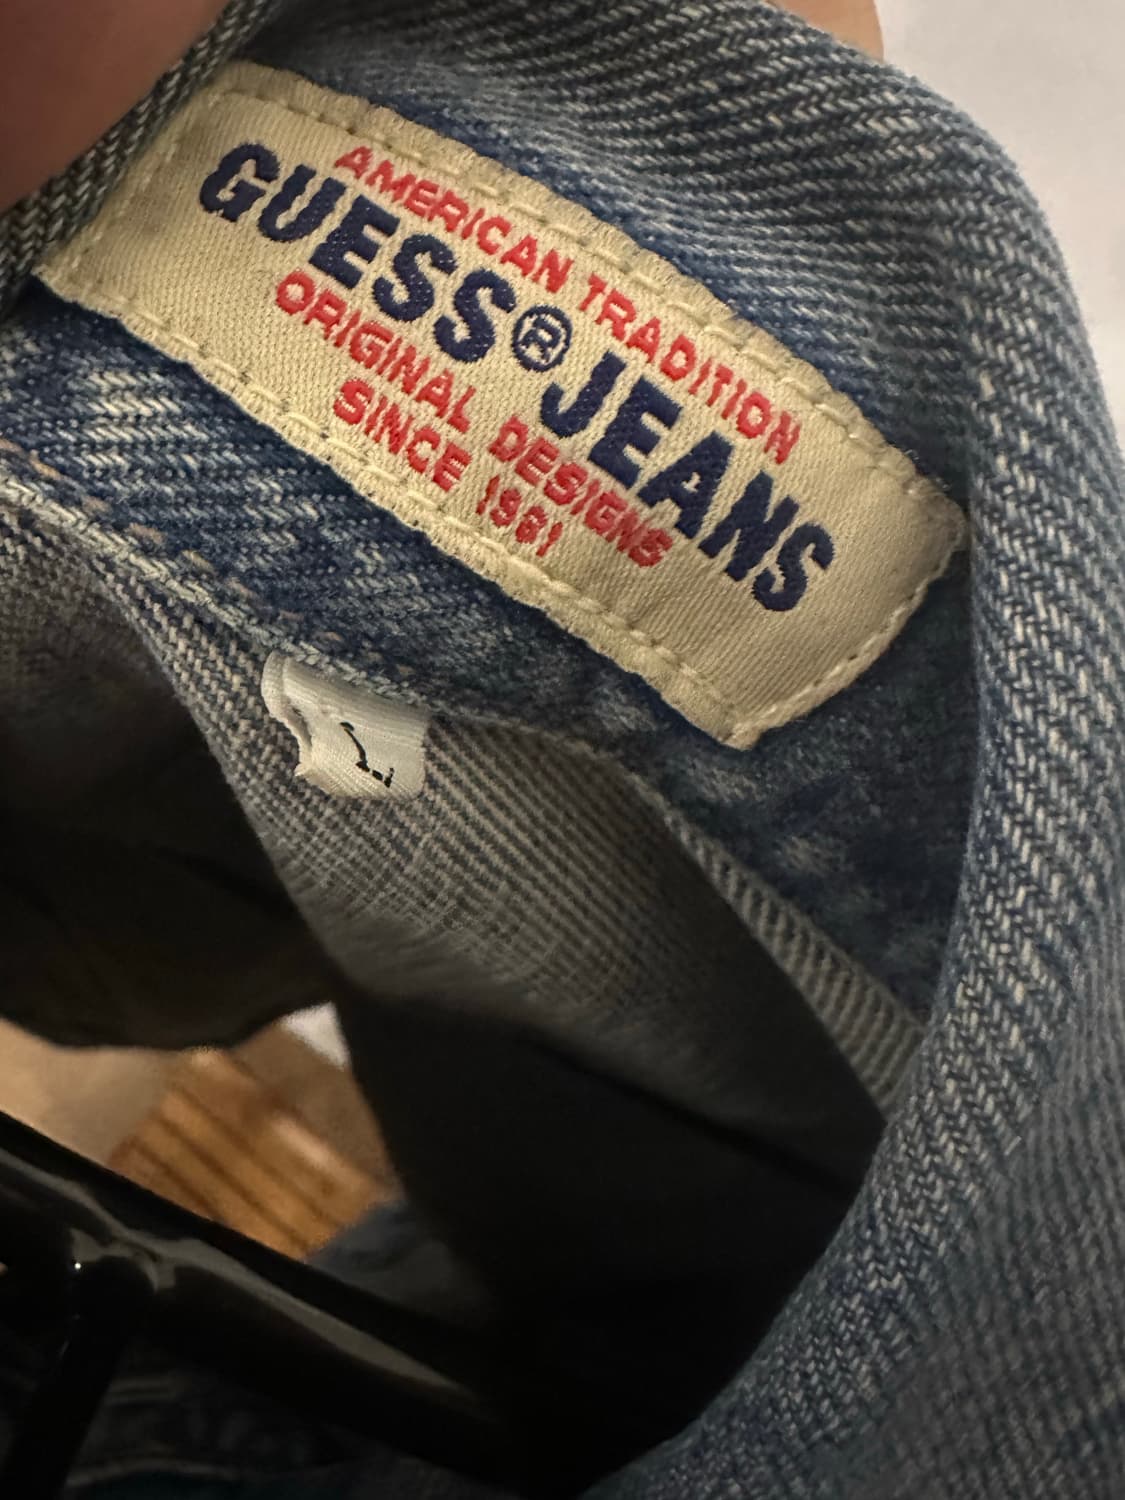 AMERICAN TRADITION
GUESS® JEANS
ORIGINAL DESIGNS
SINCE 1981
L